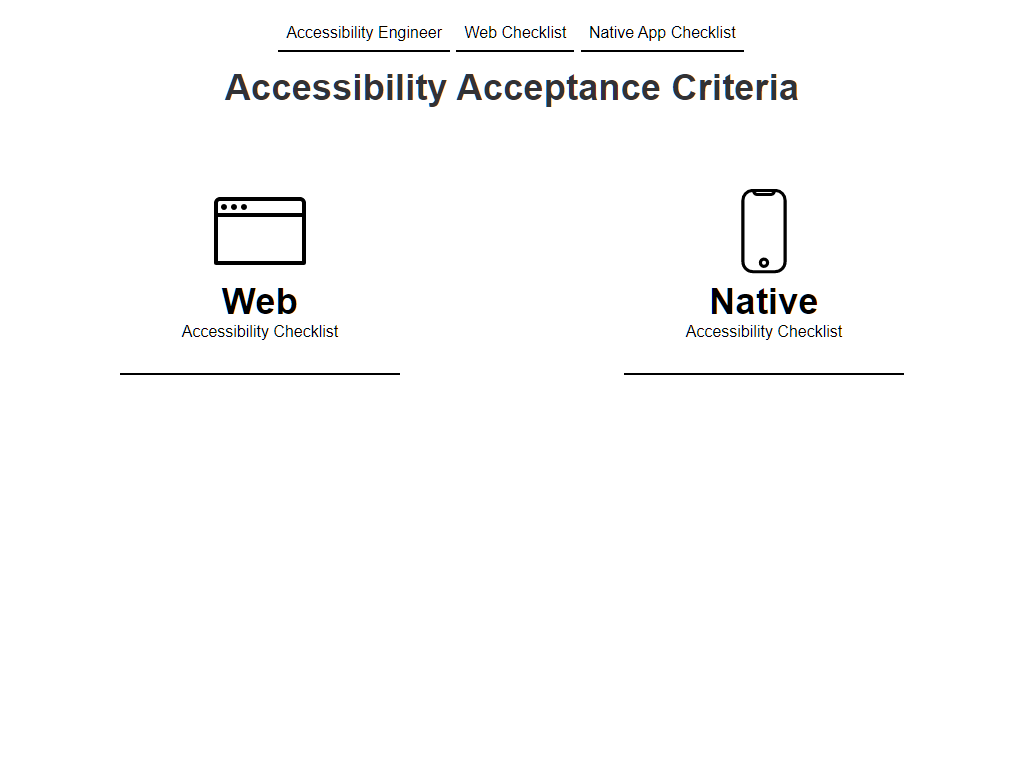 Accessibility Engineer Web Checklist Native App Checklist
Accessibility Acceptance Criteria
Web
Accessibility Checklist
Native
Accessibility Checklist